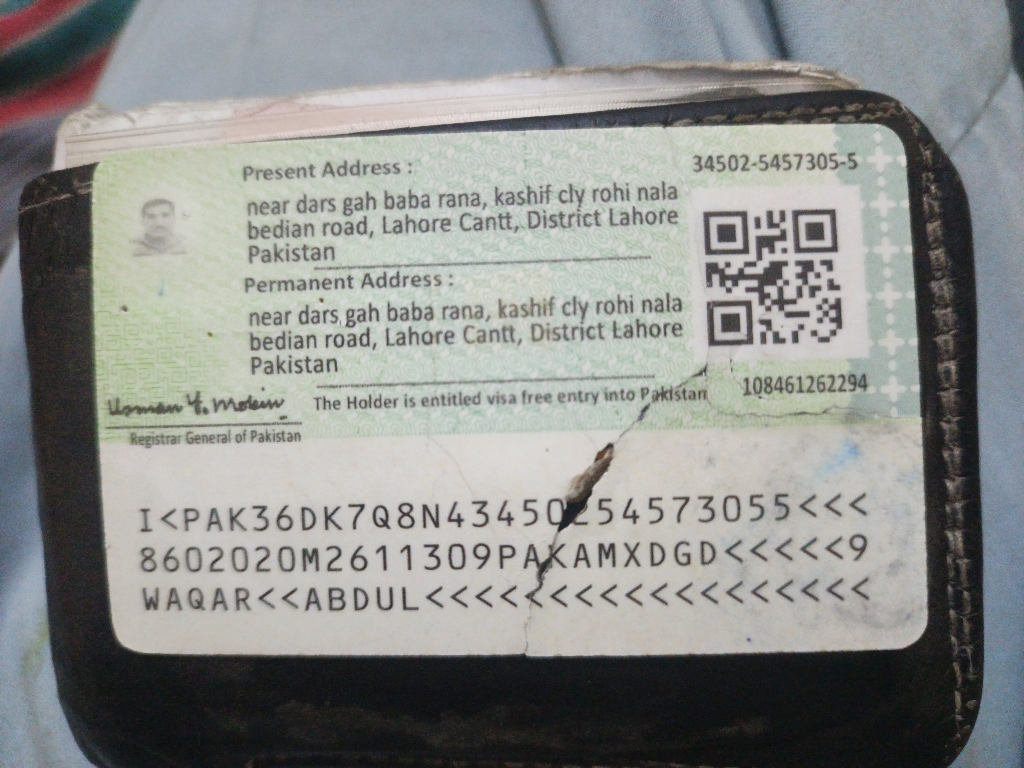 34502-5457305-5
Present Address :
near dars gah baba rana, kashif cly rohi nala
bedian road, Lahore Cantt, District Lahore
Pakistan
Permanent Address :
near dars gah baba rana, kashif cly rohi nala
bedian road, Lahore Cantt, District Lahore
Pakistan
108461262294
The Holder is entitled visa free entry into Pakistan
Usman Y. Mobin
Registrar General of Pakistan
I<PAK36DK7Q8N434502254573055<<<
8602020M2611309PAKAMXDGD<<<<<9
WAQAR<<ABDUL<<<<<<<<<<<<<<<<<<